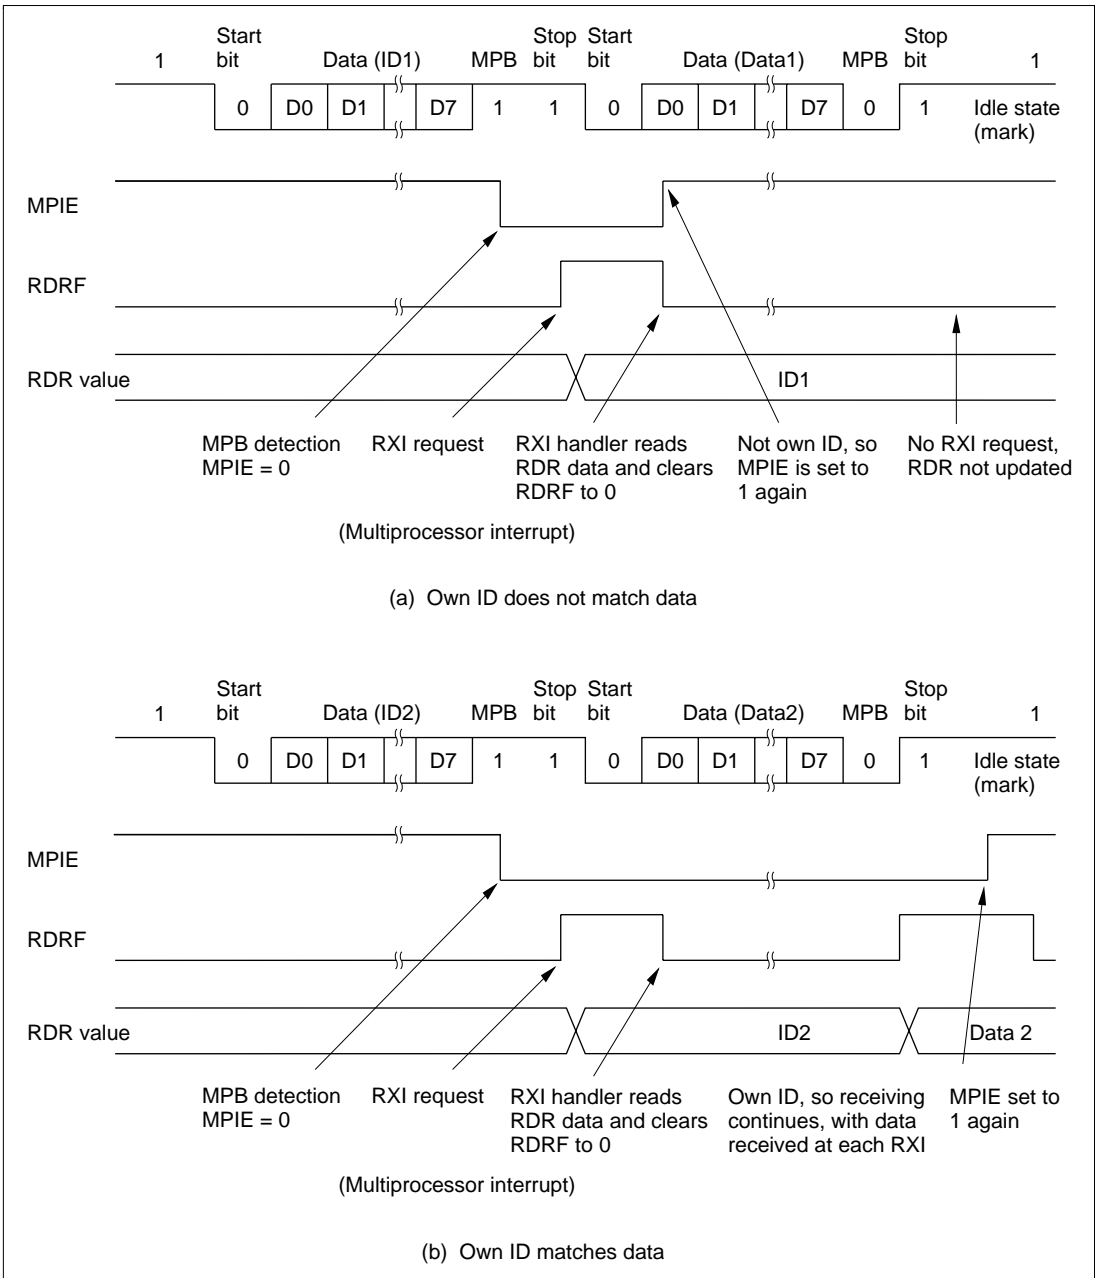 Start Stop Start Stop
1 bit Data (ID1) MPB bit bit Data (Data1) MPB bit 1
0 D0 D1 D7 1 1 0 D0 D1 D7 0 1 Idle state
(mark)
MPIE
RDRF
RDR value ID1
MPB detection RXI request RXI handler reads Not own ID, so No RXI request,
MPIE = 0 RDR data and clears MPIE is set to RDR not updated
RDRF to 0 1 again
(Multiprocessor interrupt)
(a) Own ID does not match data
Start Stop Start Stop
1 bit Data (ID2) MPB bit bit Data (Data2) MPB bit 1
0 D0 D1 D7 1 1 0 D0 D1 D7 0 1 Idle state
(mark)
MPIE
RDRF
RDR value ID2 Data 2
MPB detection RXI request RXI handler reads Own ID, so receiving MPIE set to
MPIE = 0 RDR data and clears continues, with data 1 again
RDRF to 0 received at each RXI
(Multiprocessor interrupt)
(b) Own ID matches data